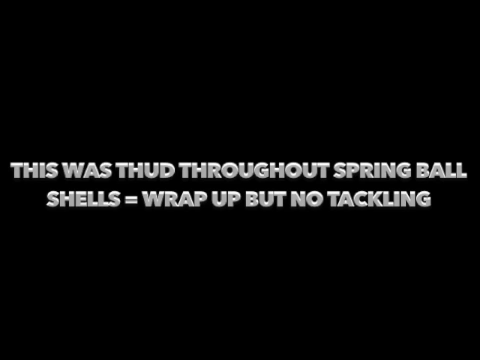 THIS WAS THUD THROUGHOUT SPRING BALL
SHELLS = WRAP UP BUT NO TACKLING